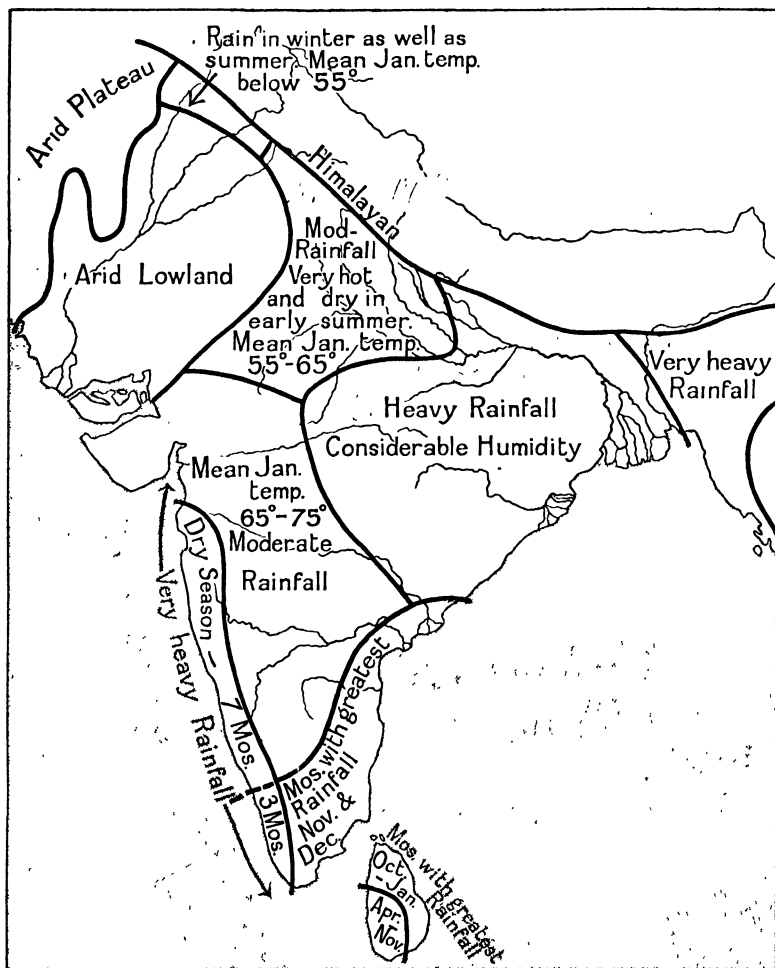 Rain in winter as well as
summer. Mean Jan. temp.
below 55°
Arid Plateau
Himalayan
Arid Lowland
Mod-
Rainfall
Very hot
and dry in
early summer.
Mean Jan. temp.
55°-65°
Very heavy
Rainfall
Heavy Rainfall
Considerable Humidity
Mean Jan.
temp.
65°-75°
Moderate
Rainfall
Dry Season - 7 Mos.
3 Mos.
Very heavy Rainfall
Mos. with greatest
Rainfall
Nov. &
Dec.
Mos. with greatest
Rainfall
Oct.
-Jan.
Apr.
-
Nov.